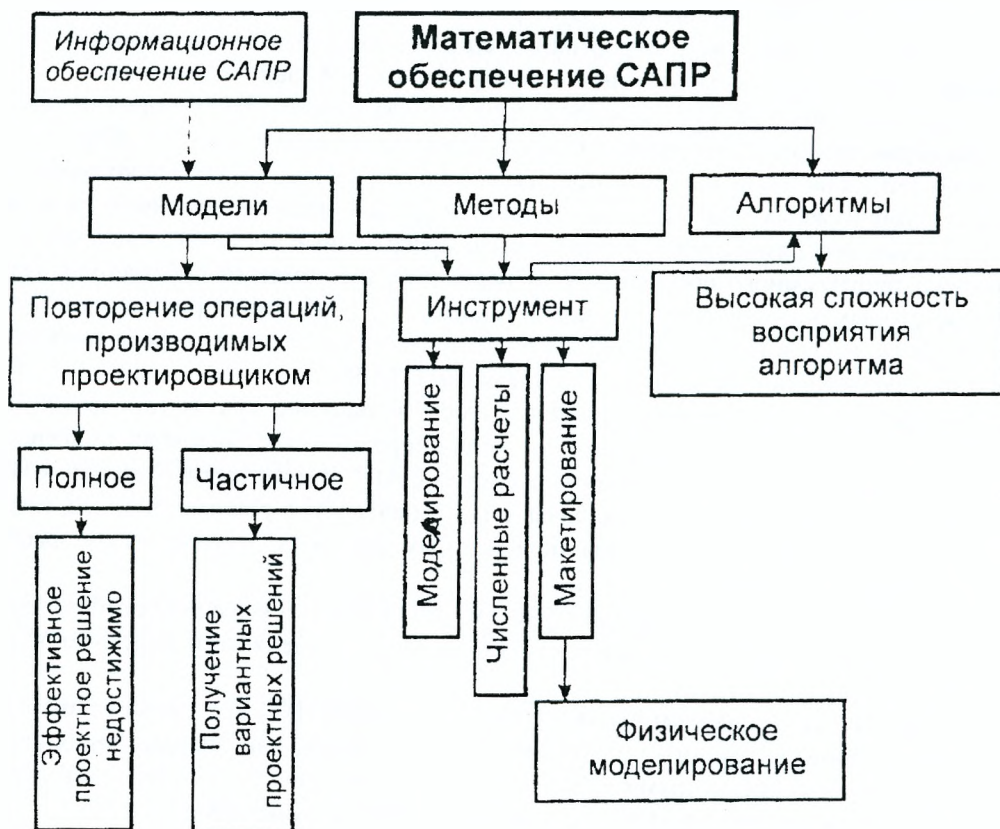 Информационное
обеспечение САПР
Математическое
обеспечение САПР
Модели
Методы
Алгоритмы
Повторение операций,
производимых
проектировщиком
Инструмент
Высокая сложность
восприятия
алгоритма
Полное
Частичное
Моделирование
Численные расчеты
Макетирование
Эффективное
проектное решение
недостижимо
Получение
вариантных
проектных решений
Физическое
моделирование